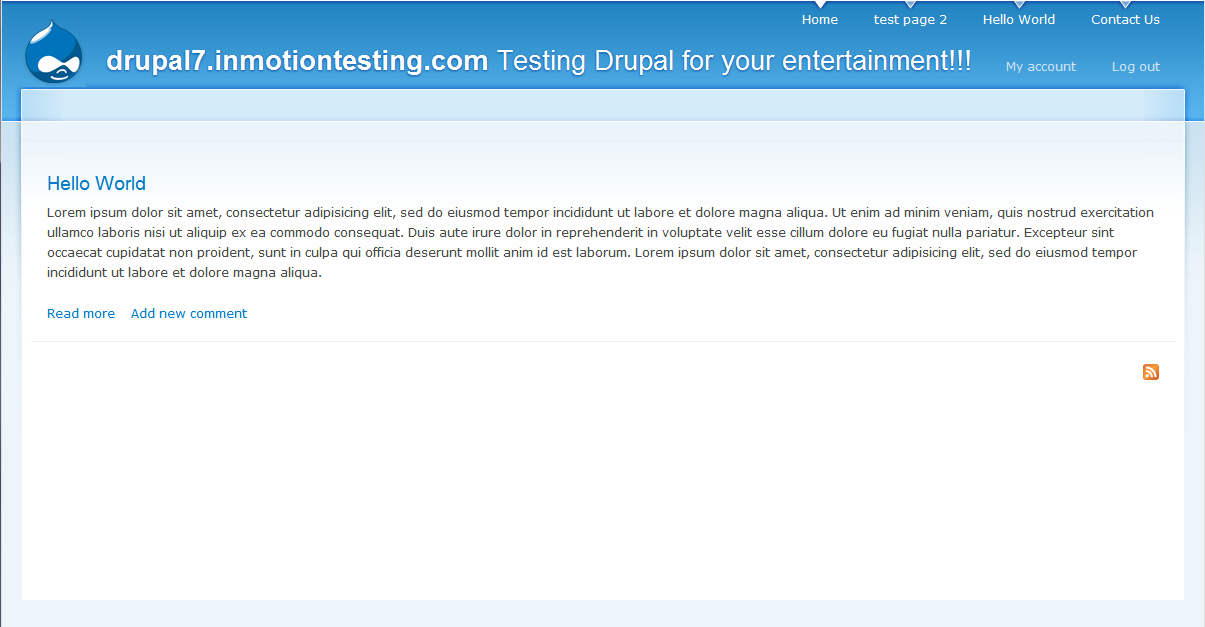 Home test page 2 Hello World Contact Us
drupal7.inmotiontesting.com Testing Drupal for your entertainment!!!
My account Log out
Hello World
Lorem ipsum dolor sit amet, consectetur adipisicing elit, sed do eiusmod tempor incididunt ut labore et dolore magna aliqua. Ut enim ad minim veniam, quis nostrud exercitation
ullamco laboris nisi ut aliquip ex ea commodo consequat. Duis aute irure dolor in reprehenderit in voluptate velit esse cillum dolore eu fugiat nulla pariatur. Excepteur sint
occaecat cupidatat non proident, sunt in culpa qui officia deserunt mollit anim id est laborum. Lorem ipsum dolor sit amet, consectetur adipisicing elit, sed do eiusmod tempor
incididunt ut labore et dolore magna aliqua.
Read more Add new comment